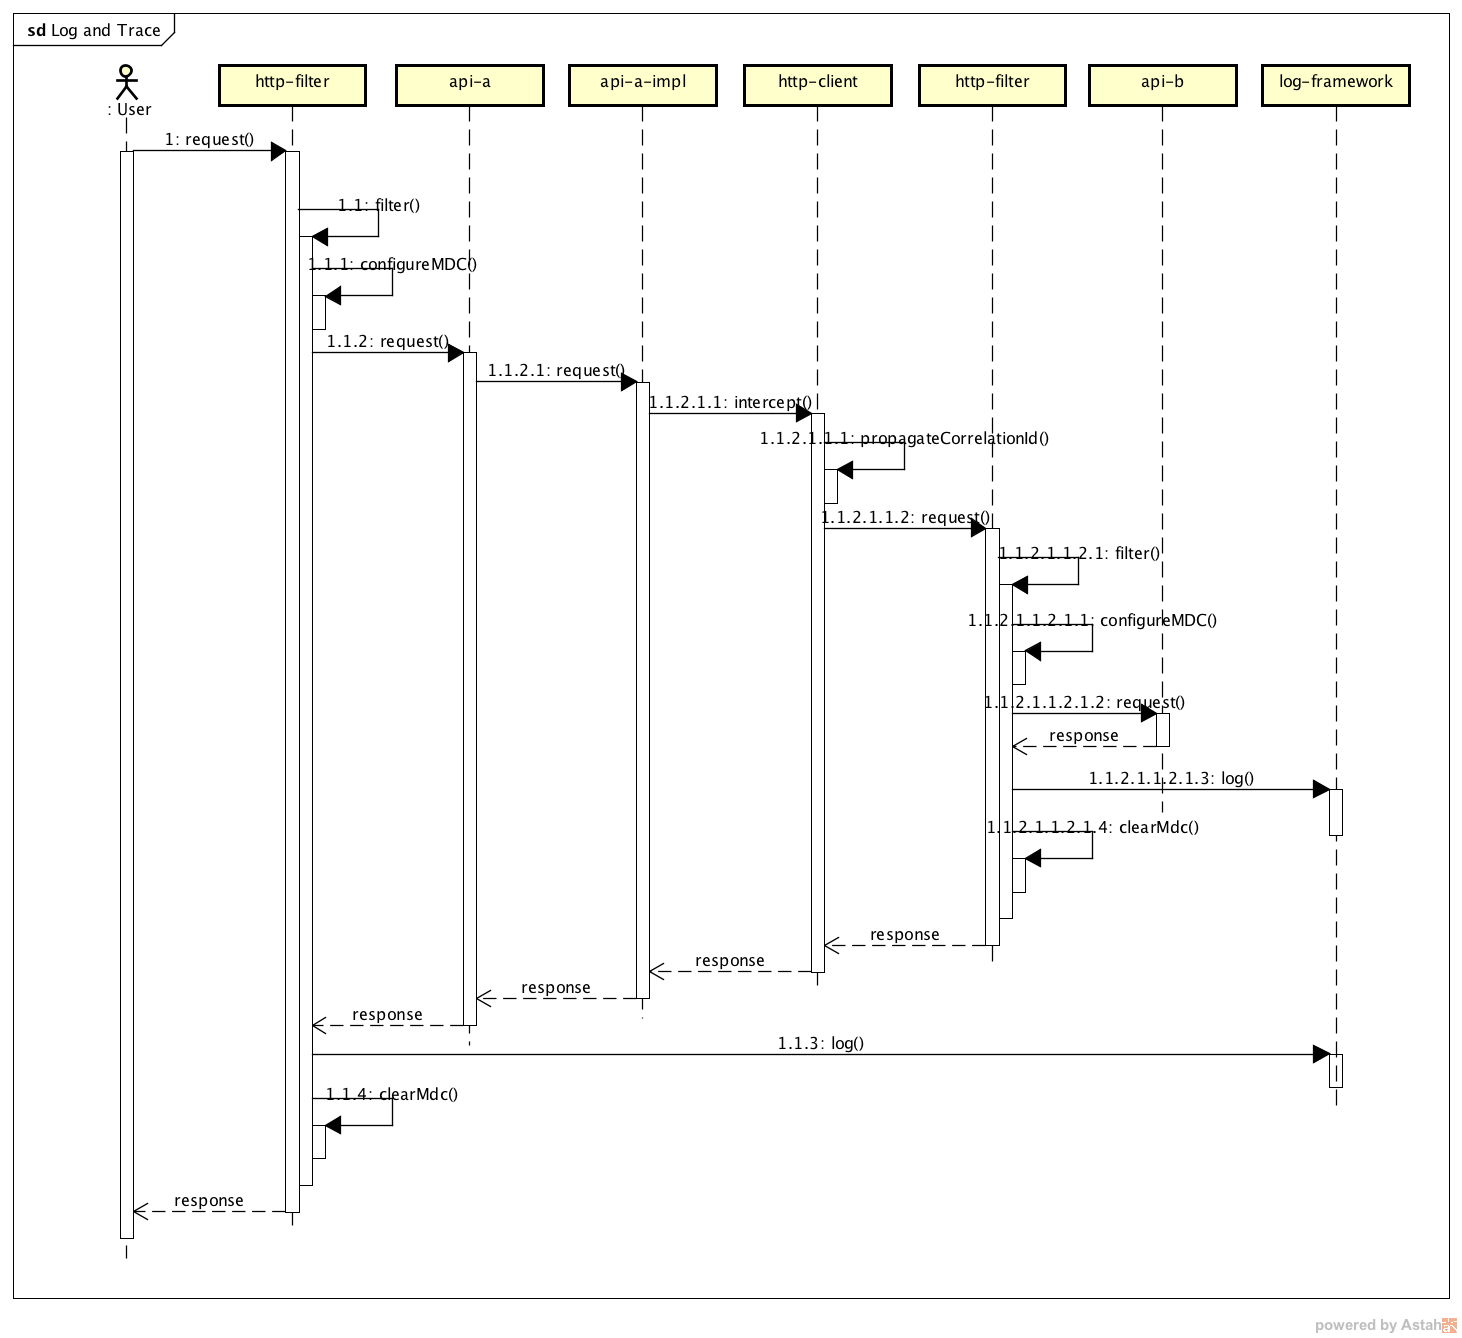 sd Log and Trace
: User
http-filter
api-a
api-a-impl
http-client
http-filter
api-b
log-framework
1: request()
1.1: filter()
1.1.1: configureMDC()
1.1.2: request()
1.1.2.1: request()
1.1.2.1.1: intercept()
1.1.2.1.1.1: propagateCorrelationId()
1.1.2.1.1.2: request()
1.1.2.1.1.2.1: filter()
1.1.2.1.1.2.1.1: configureMDC()
1.1.2.1.1.2.1.2: request()
response
1.1.2.1.1.2.1.3: log()
1.1.2.1.1.2.1.4: clearMdc()
response
response
response
response
1.1.3: log()
1.1.4: clearMdc()
response
powered by Astah